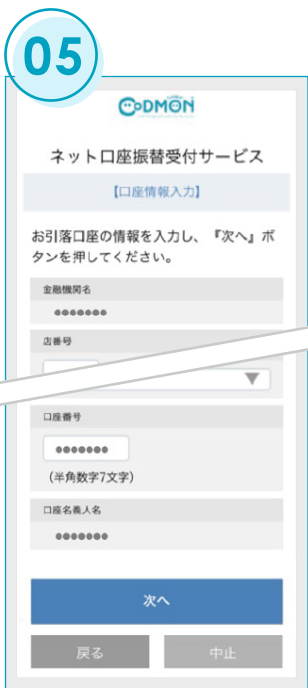 05
CODMON
ネット口座振替受付サービス
【口座情報入力】
お引落口座の情報を入力し、『次へ』ボ
タンを押してください。
金融機関名
●●●●●●●
店番号
口座番号
●●●●●●●
(半角数字7文字)
口座名義人名
●●●●●●●
次へ
戻る
中止